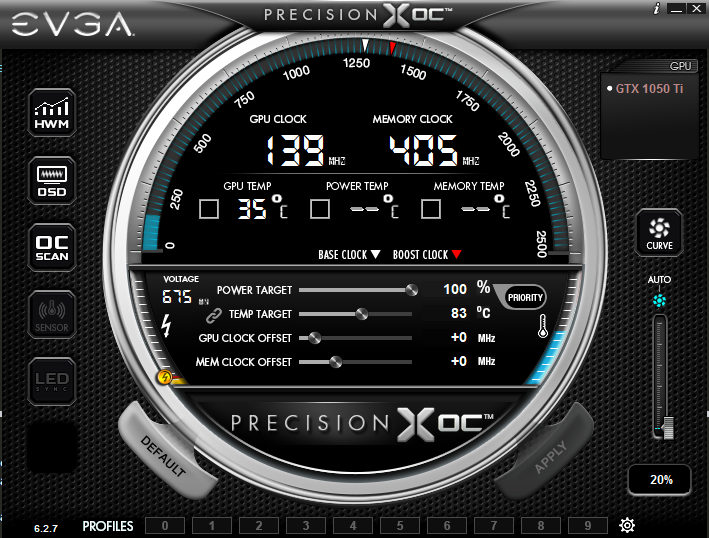 EVGA
PRECISION XOC™
i
GPU
GTX 1050 Ti
HWM
OSD
OC SCAN
SENSOR
LED SYNC
0 250 500 750 1000 1250 1500 1750 2000 2250 2500
GPU CLOCK MEMORY CLOCK
139 MHZ 405 MHZ
GPU TEMP POWER TEMP MEMORY TEMP
35 °C -- °C -- °C
BASE CLOCK BOOST CLOCK
VOLTAGE
675
POWER TARGET 100 %
PRIORITY
TEMP TARGET 83 °C
GPU CLOCK OFFSET +0 MHz
MEM CLOCK OFFSET +0 MHz
CURVE
AUTO
20%
PRECISION XOC™
DEFAULT
APPLY
6.2.7 PROFILES 0 1 2 3 4 5 6 7 8 9